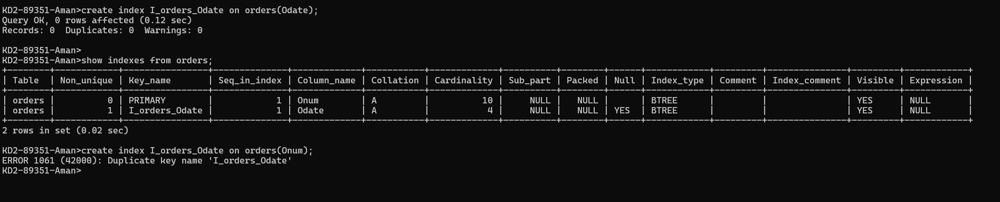 KD2-89351-Aman>create index I_orders_Odate on orders(Odate);
Query OK, 0 rows affected (0.12 sec)
Records: 0  Duplicates: 0  Warnings: 0
KD2-89351-Aman>
KD2-89351-Aman>show indexes from orders;
+--------+------------+----------------+--------------+-------------+-----------+-------------+----------+--------+------+------------+---------+---------------+---------+------------+
| Table  | Non_unique | Key_name       | Seq_in_index | Column_name | Collation | Cardinality | Sub_part | Packed | Null | Index_type | Comment | Index_comment | Visible | Expression |
+--------+------------+----------------+--------------+-------------+-----------+-------------+----------+--------+------+------------+---------+---------------+---------+------------+
| orders |          0 | PRIMARY        |            1 | Onum        | A         |          10 |     NULL |   NULL |      | BTREE      |         |               | YES     | NULL       |
| orders |          1 | I_orders_Odate |            1 | Odate       | A         |           4 |     NULL |   NULL | YES  | BTREE      |         |               | YES     | NULL       |
+--------+------------+----------------+--------------+-------------+-----------+-------------+----------+--------+------+------------+---------+---------------+---------+------------+
2 rows in set (0.02 sec)
KD2-89351-Aman>create index I_orders_Odate on orders(Onum);
ERROR 1061 (42000): Duplicate key name 'I_orders_Odate'
KD2-89351-Aman>